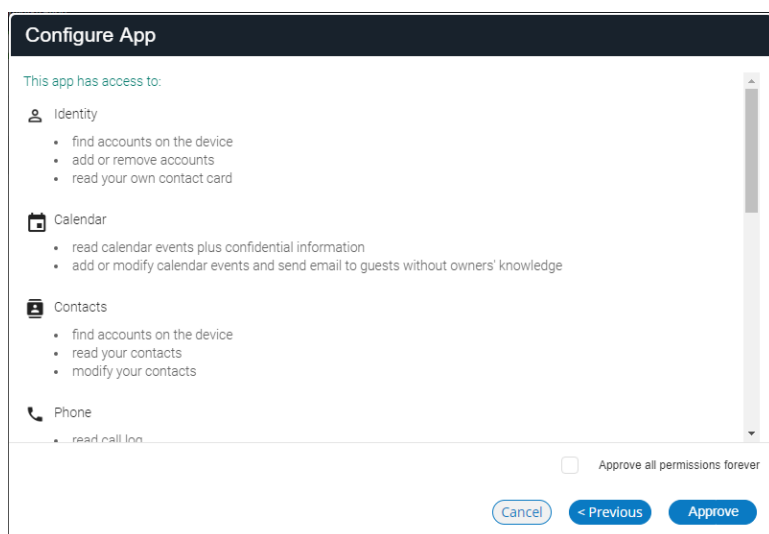 Configure App
This app has access to:
Identity
find accounts on the device
add or remove accounts
read your own contact card
Calendar
read calendar events plus confidential information
add or modify calendar events and send email to guests without owners' knowledge
Contacts
find accounts on the device
read your contacts
modify your contacts
Phone
read call log
Approve all permissions forever
Cancel
< Previous
Approve